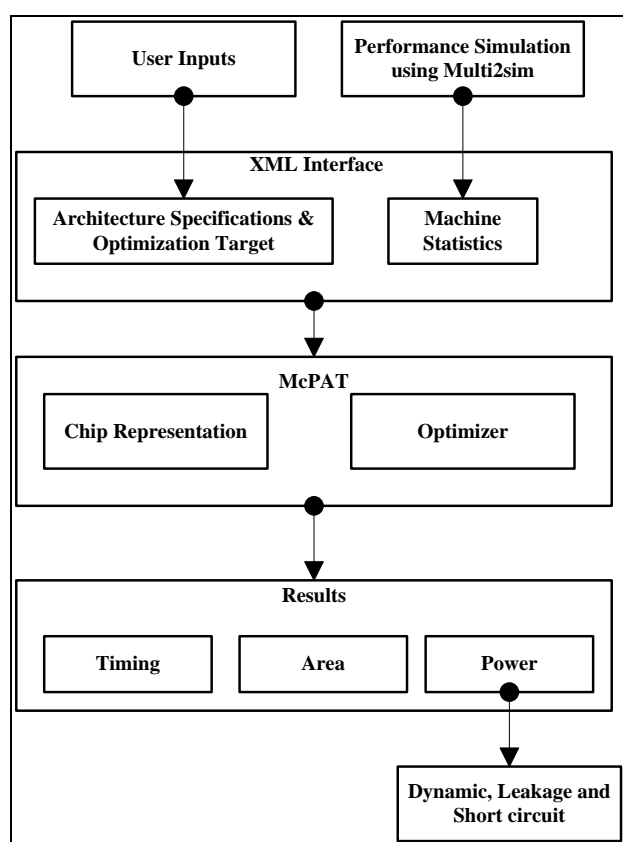 User Inputs
Performance Simulation
using Multi2sim
XML Interface
Architecture Specifications &
Optimization Target
Machine
Statistics
McPAT
Chip Representation
Optimizer
Results
Timing
Area
Power
Dynamic, Leakage and
Short circuit